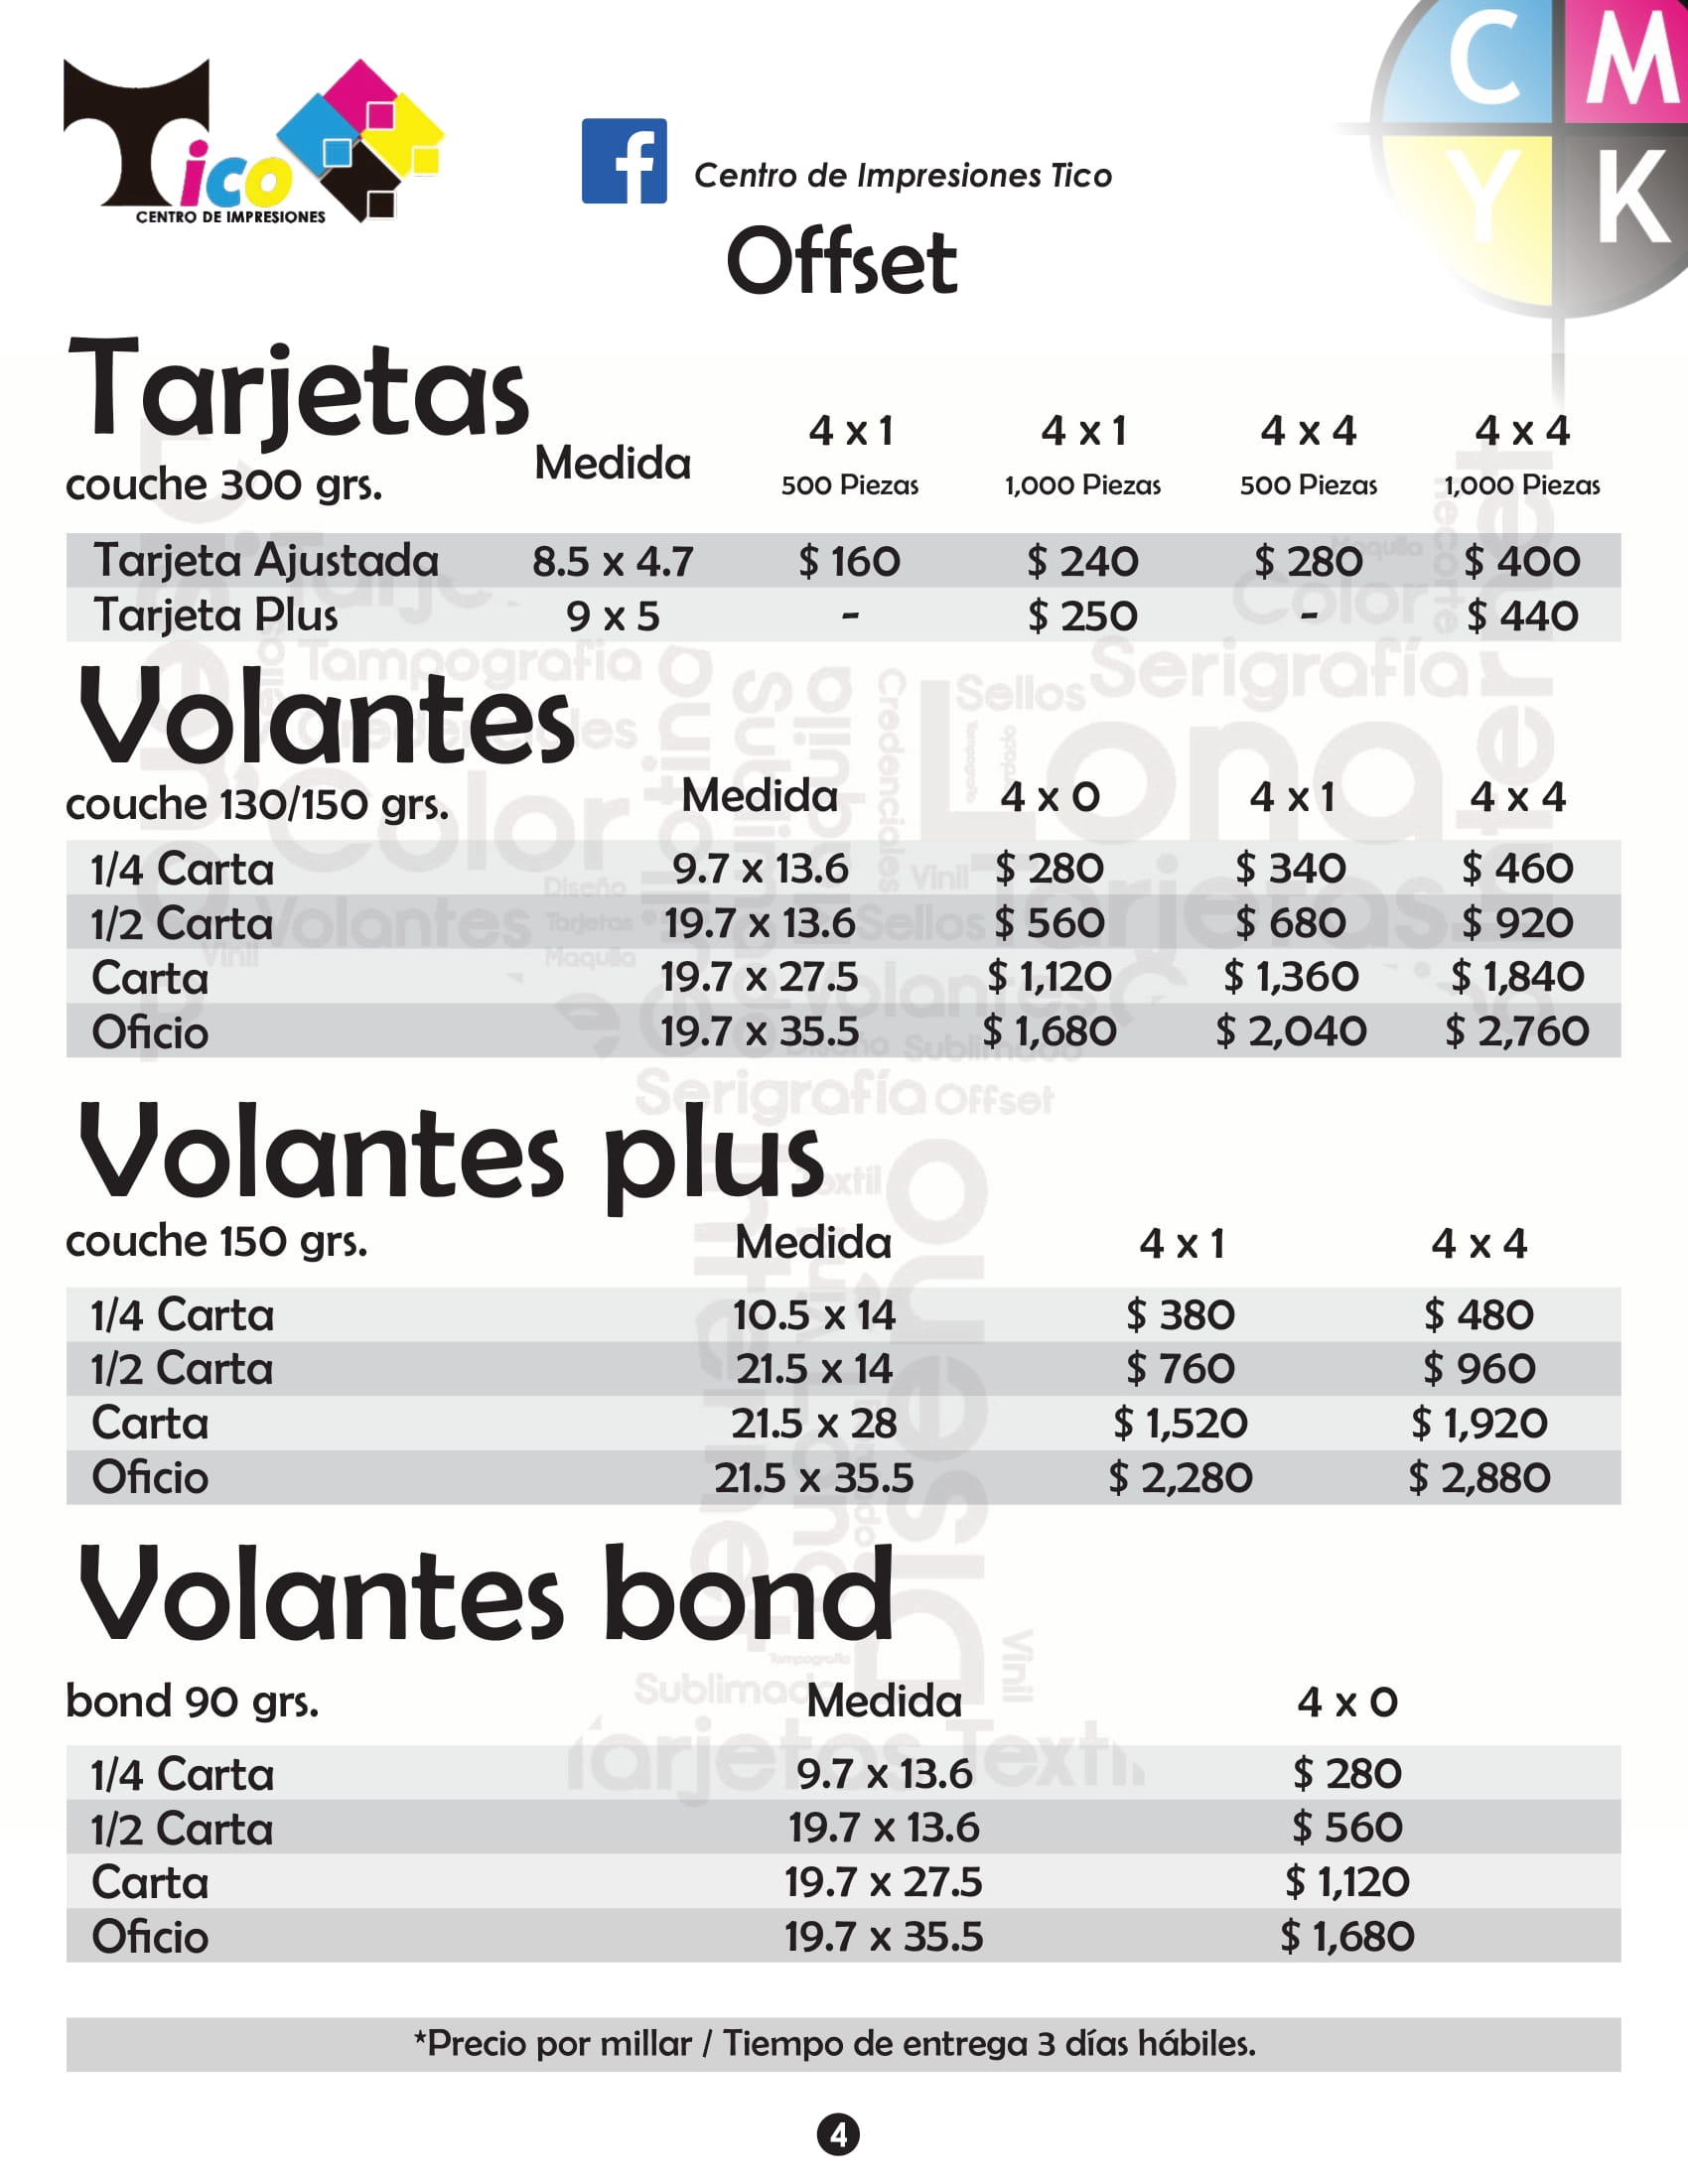 Tico
CENTRO DE IMPRESIONES
f Centro de Impresiones Tico
C M
Y K
Offset
Tarjetas
couche 300 grs.
Medida 4 x 1 4 x 1 4 x 4 4 x 4
500 Piezas 1,000 Piezas 500 Piezas 1,000 Piezas
Tarjeta Ajustada 8.5 x 4.7 $ 160 $ 240 $ 280 $ 400
Tarjeta Plus 9 x 5 - $ 250 - $ 440
Volantes
couche 130/150 grs. Medida 4 x 0 4 x 1 4 x 4
1/4 Carta 9.7 x 13.6 $ 280 $ 340 $ 460
1/2 Carta 19.7 x 13.6 $ 560 $ 680 $ 920
Carta 19.7 x 27.5 $ 1,120 $ 1,360 $ 1,840
Oficio 19.7 x 35.5 $ 1,680 $ 2,040 $ 2,760
Volantes plus
couche 150 grs. Medida 4 x 1 4 x 4
1/4 Carta 10.5 x 14 $ 380 $ 480
1/2 Carta 21.5 x 14 $ 760 $ 960
Carta 21.5 x 28 $ 1,520 $ 1,920
Oficio 21.5 x 35.5 $ 2,280 $ 2,880
Volantes bond
bond 90 grs. Medida 4 x 0
1/4 Carta 9.7 x 13.6 $ 280
1/2 Carta 19.7 x 13.6 $ 560
Carta 19.7 x 27.5 $ 1,120
Oficio 19.7 x 35.5 $ 1,680
*Precio por millar / Tiempo de entrega 3 días hábiles.
4